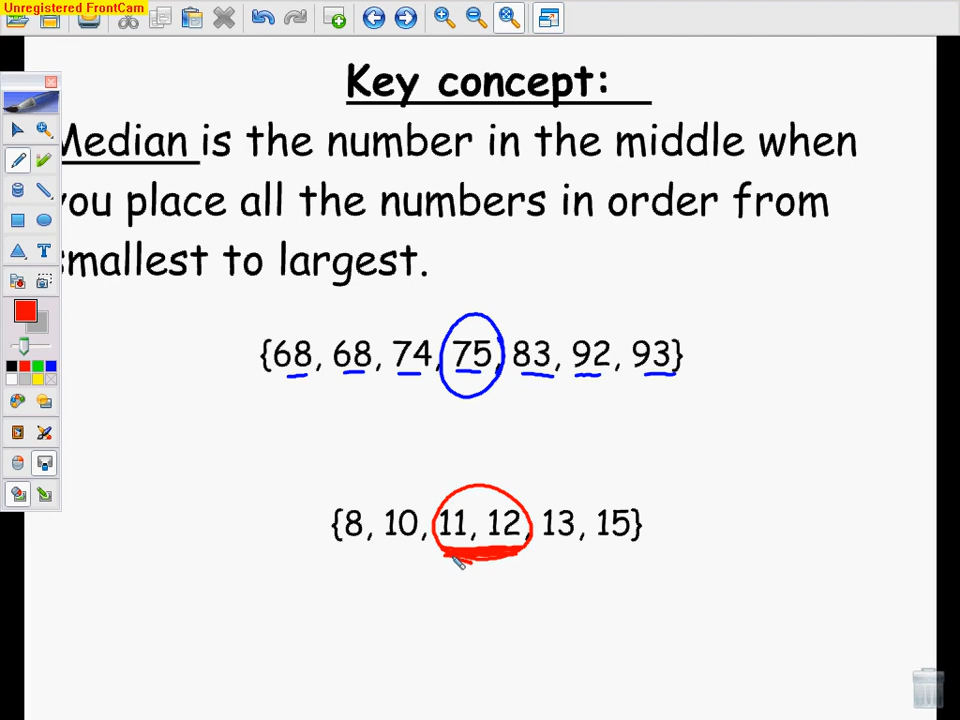 Unregistered FrontCam
Key concept:
Median is the number in the middle when
you place all the numbers in order from
smallest to largest.
{68, 68, 74, 75, 83, 92, 93}
{8, 10, 11, 12, 13, 15}